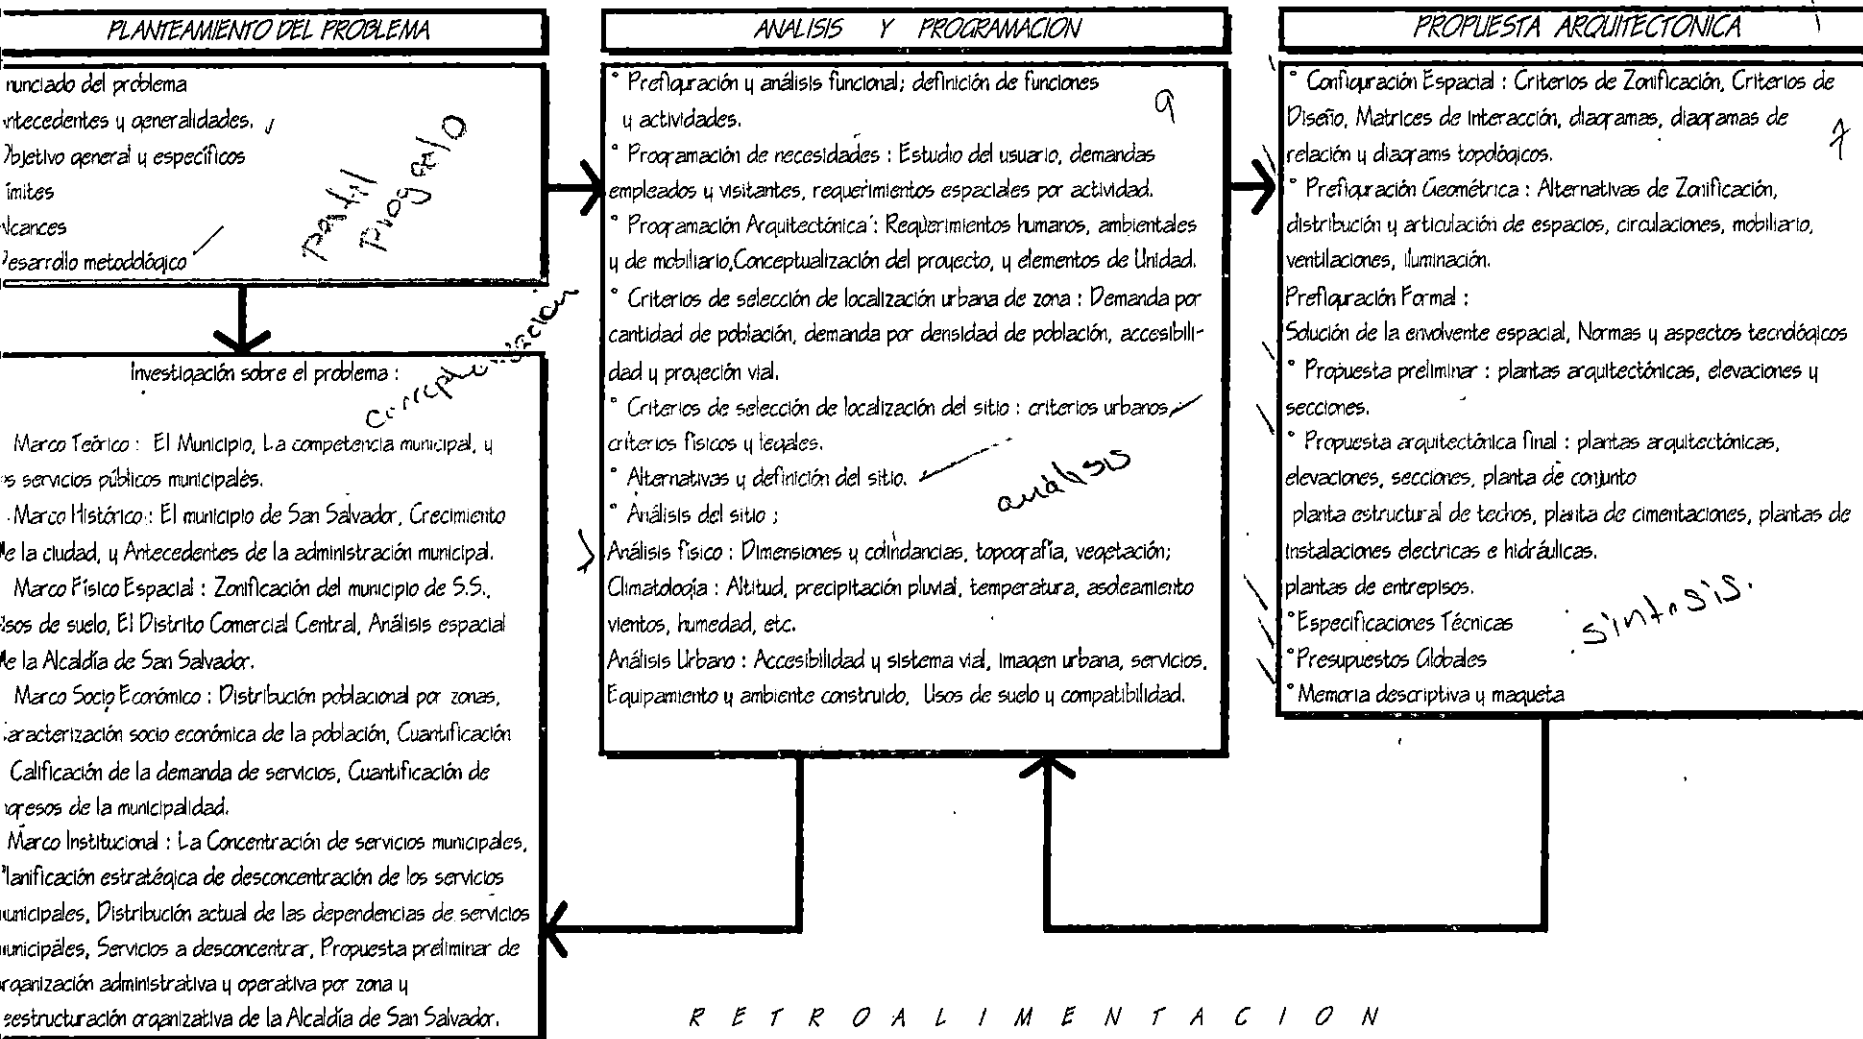 PLANTEAMIENTO DEL PROBLEMA
nunciado del problema
ntecedentes y generalidades.
bjetivo general y específicos
ímites
lcances
esarrollo metodológico
perfil
Investigación sobre el problema :
Marco Teórico : El Municipio, La competencia municipal, y
s servicios públicos municipales.
Marco Histórico : El municipio de San Salvador, Crecimiento
de la ciudad, y Antecedentes de la administración municipal.
Marco Físico Espacial : Zonificación del municipio de S.S.,
sos de suelo, El Distrito Comercial Central, Análisis espacial
de la Alcaldía de San Salvador.
Marco Socio Económico : Distribución poblacional por zonas,
aracterización socio económica de la población, Cuantificación
Calificación de la demanda de servicios, Cuantificación de
gresos de la municipalidad.
Marco Institucional : La Concentración de servicios municipales,
lanificación estratégica de desconcentración de los servicios
unicipales, Distribución actual de las dependencias de servicios
unicipales, Servicios a desconcentrar, Propuesta preliminar de
rganización administrativa y operativa por zona y
eestructuración organizativa de la Alcaldía de San Salvador.
ANALISIS Y PROGRAMACION
° Prefiguración y análisis funcional; definición de funciones
y actividades.
9
° Programación de necesidades : Estudio del usuario, demandas
empleados y visitantes, requerimientos espaciales por actividad.
° Programación Arquitectónica : Requerimientos humanos, ambientales
y de mobiliario,Conceptualización del proyecto, y elementos de Unidad.
° Criterios de selección de localización urbana de zona : Demanda por
cantidad de población, demanda por densidad de población, accesibili-
dad y proyeción vial.
° Criterios de selección de localización del sitio : criterios urbanos,
criterios físicos y legales.
° Alternativas y definición del sitio.
análisis
° Análisis del sitio ;
Análisis físico : Dimensiones y colindancias, topografía, vegetación;
Climatología : Altitud, precipitación pluvial, temperatura, asoleamiento
vientos, humedad, etc.
Análisis Urbano : Accesibilidad y sistema vial, Imagen urbana, servicios,
Equipamiento y ambiente construido, Usos de suelo y compatibilidad.
PROPUESTA ARQUITECTONICA
° Configuración Espacial : Criterios de Zonificación, Criterios de
Diseño, Matrices de Interacción, diagramas, diagramas de
relación y diagrams topológicos.
° Prefiguración Geométrica : Alternativas de Zonificación,
distribución y articulación de espacios, circulaciones, mobiliario,
ventilaciones, iluminación.
Prefiguración Formal :
Solución de la envolvente espacial, Normas y aspectos tecnológicos
° Propuesta preliminar : plantas arquitectónicas, elevaciones y
secciones.
° Propuesta arquitectónica final : plantas arquitectónicas,
elevaciones, secciones, planta de conjunto
planta estructural de techos, planta de cimentaciones, plantas de
instalaciones electricas e hidráulicas.
plantas de entrepisos.
síntesis.
°Especificaciones Técnicas
°Presupuestos Globales
°Memoria descriptiva y maqueta
RETROALIMENTACION